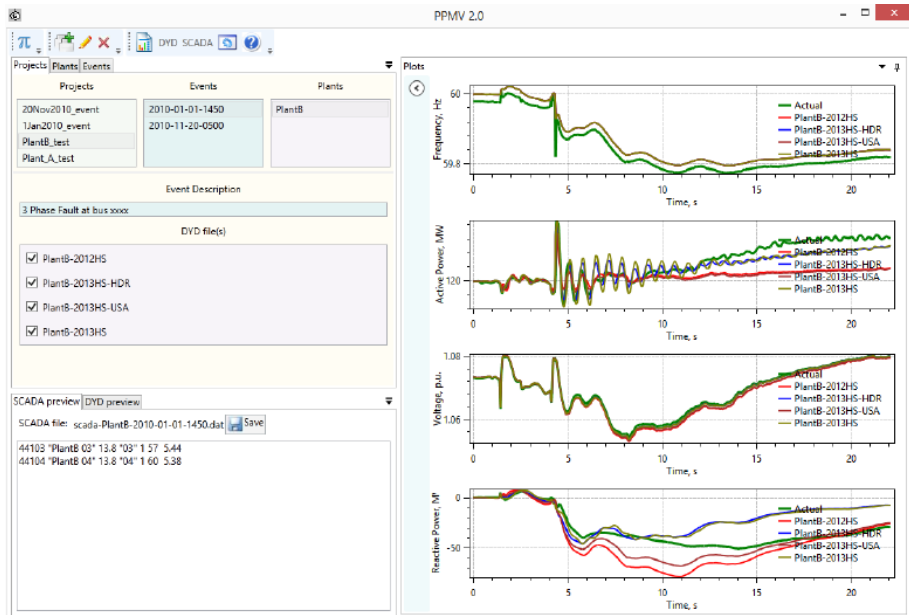 PPMV 2.0
π
DYD SCADA
Projects Plants Events
Projects Events Plants
20Nov2010_event
1Jan2010_event
PlantB_test
Plant_A_test
2010-01-01-1450
2010-11-20-0500
PlantB
Event Description
3 Phase Fault at bus xxxx
DYD file(s)
PlantB-2012HS
PlantB-2013HS-HDR
PlantB-2013HS-USA
PlantB-2013HS
SCADA preview DYD preview
SCADA file: scada-PlantB-2010-01-01-1450.dat Save
44103 "PlantB 03" 13.8 "03" 1 57 5.44
44104 "PlantB 04" 13.8 "04" 1 60 5.38
Plots
Frequency, Hz
60
59.8
Actual
PlantB-2012HS
PlantB-2013HS-HDR
PlantB-2013HS-USA
PlantB-2013HS
0 5 10 15 20
Time, s
Active Power, MW
120
Actual
PlantB-2012HS
PlantB-2013HS-HDR
PlantB-2013HS-USA
PlantB-2013HS
0 5 10 15 20
Time, s
Voltage, p.u.
1.08
1.06
Actual
PlantB-2012HS
PlantB-2013HS-HDR
PlantB-2013HS-USA
PlantB-2013HS
0 5 10 15 20
Time, s
Reactive Power, M
0
-50
Actual
PlantB-2012HS
PlantB-2013HS-HDR
PlantB-2013HS-USA
PlantB-2013HS
0 5 10 15 20
Time, s